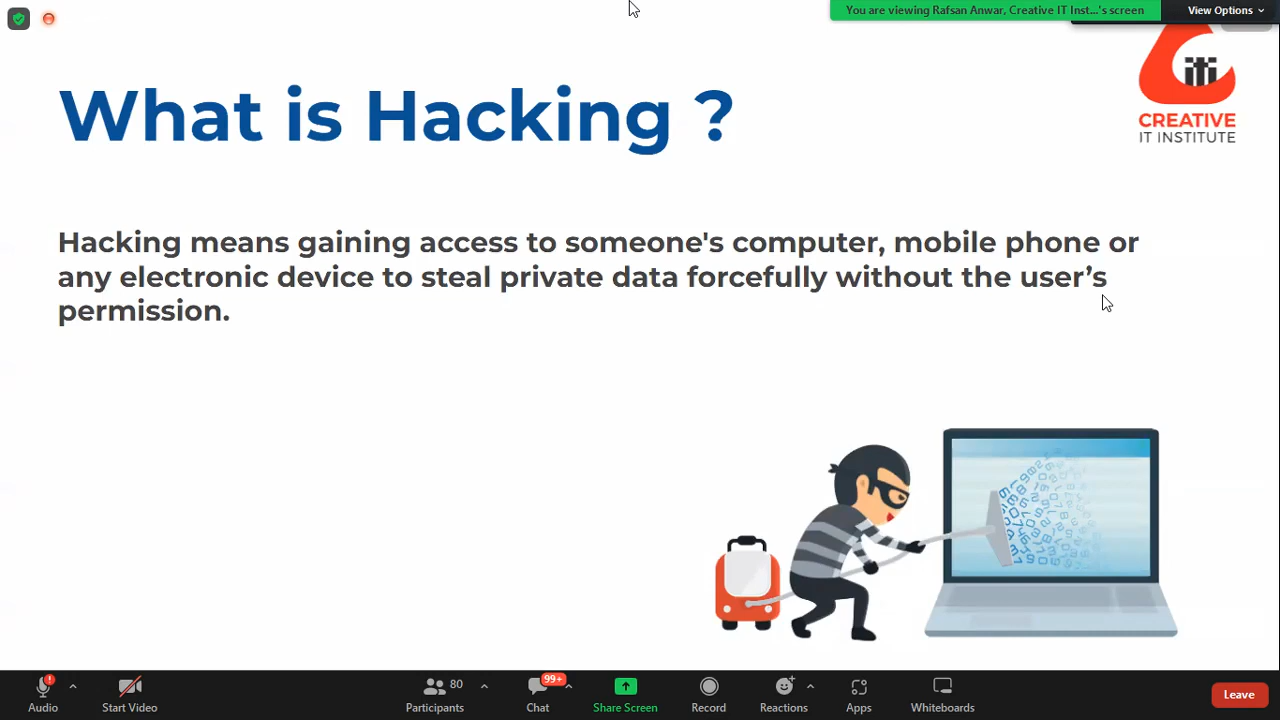 You are viewing Rafsan Anwar, Creative IT Inst...'s screen
View Options
What is Hacking ?
iti
CREATIVE
IT INSTITUTE
Hacking means gaining access to someone's computer, mobile phone or
any electronic device to steal private data forcefully without the user’s
permission.
Audio
Start Video
Participants
80
Chat
99+
Share Screen
Record
Reactions
Apps
Whiteboards
Leave